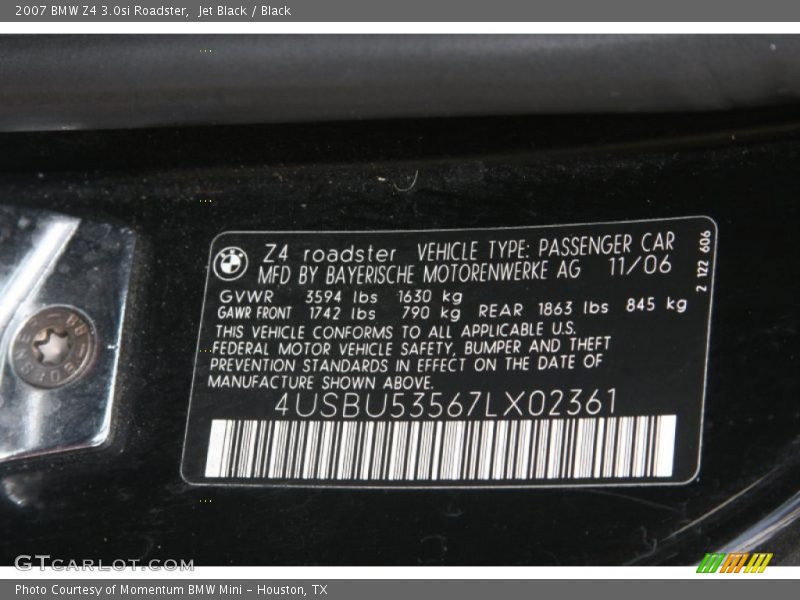 2007 BMW Z4 3.0si Roadster, Jet Black / Black
Z4 roadster VEHICLE TYPE: PASSENGER CAR
MFD BY BAYERISCHE MOTORENWERKE AG 11/06
GVWR 3594 lbs 1630 kg
GAWR FRONT 1742 lbs 790 kg REAR 1863 lbs 845 kg
THIS VEHICLE CONFORMS TO ALL APPLICABLE U.S.
FEDERAL MOTOR VEHICLE SAFETY, BUMPER AND THEFT
PREVENTION STANDARDS IN EFFECT ON THE DATE OF
MANUFACTURE SHOWN ABOVE.
4USBU53567LX02361
2 122 606
GTCARLOT.COM
Photo Courtesy of Momentum BMW Mini - Houston, TX